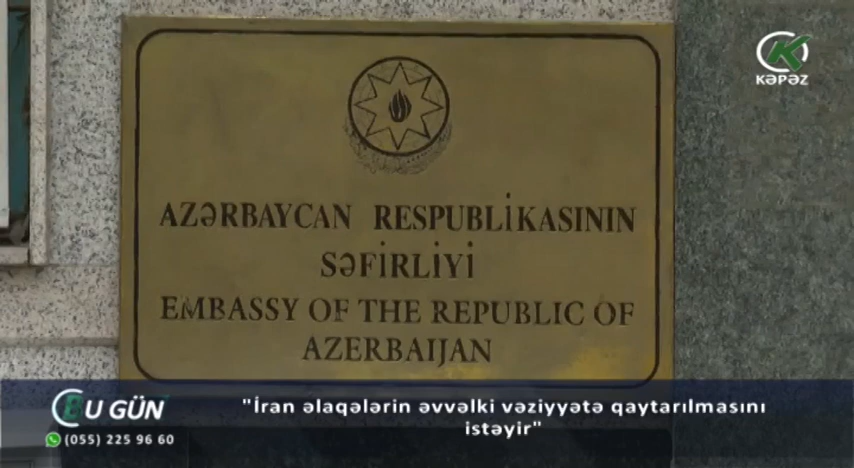 KƏPƏZ
AZƏRBAYCAN RESPUBLİKASININ
SƏFİRLİYİ
EMBASSY OF THE REPUBLIC OF
AZERBAIJAN
BU GÜN
(055) 225 96 60
"İran əlaqələrin əvvəlki vəziyyətə qaytarılmasını
istəyir"